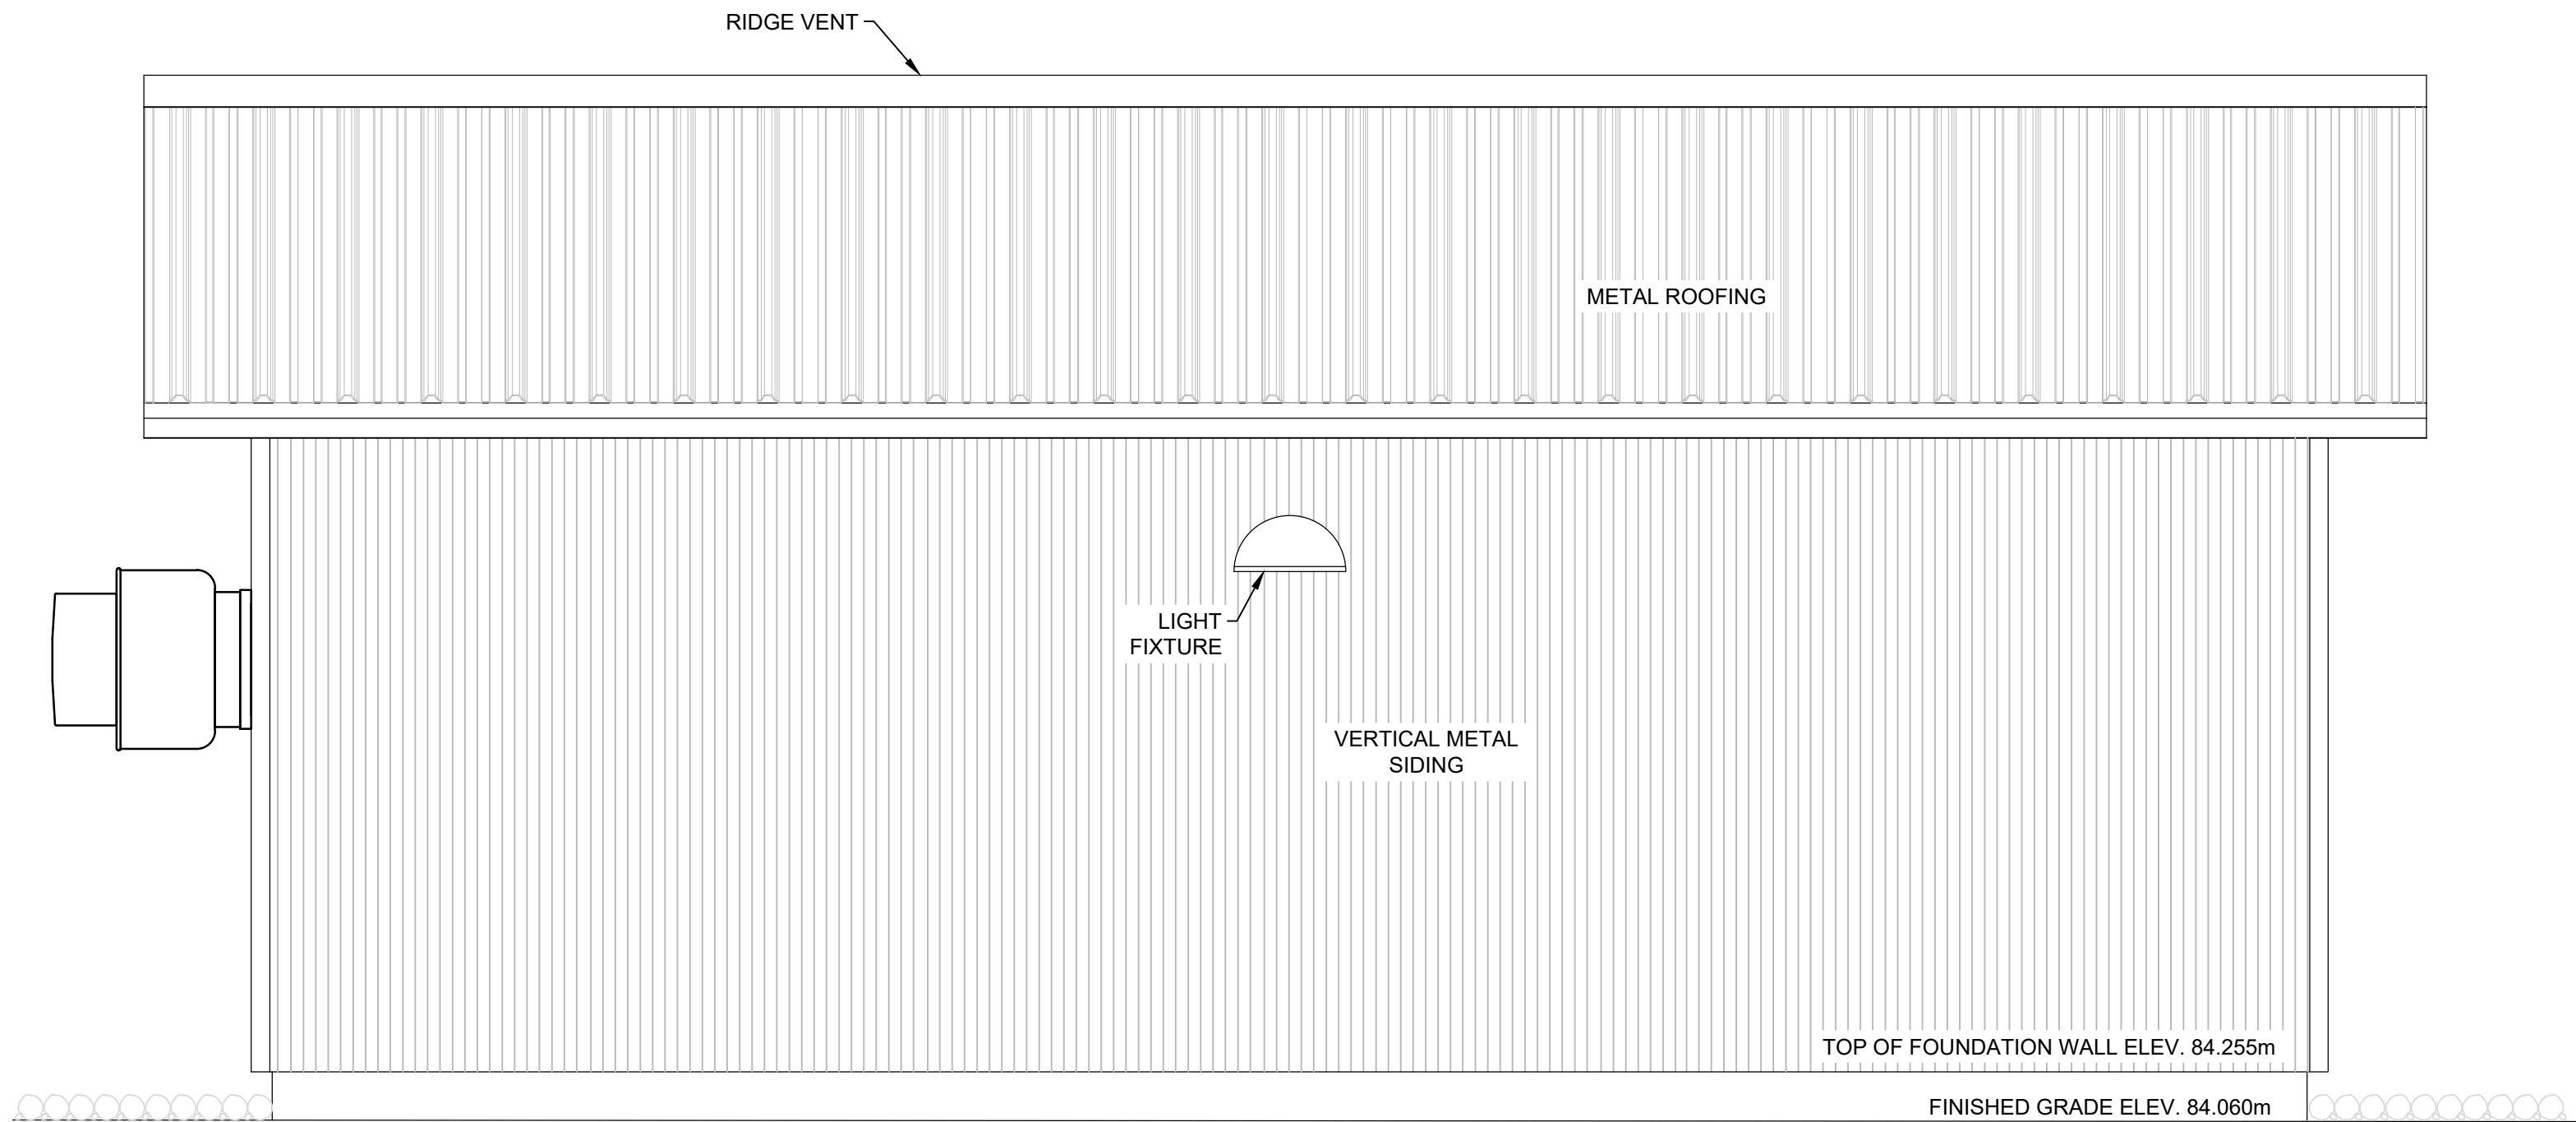 RIDGE VENT
METAL ROOFING
LIGHT
FIXTURE
VERTICAL METAL
SIDING
TOP OF FOUNDATION WALL ELEV. 84.255m
FINISHED GRADE ELEV. 84.060m